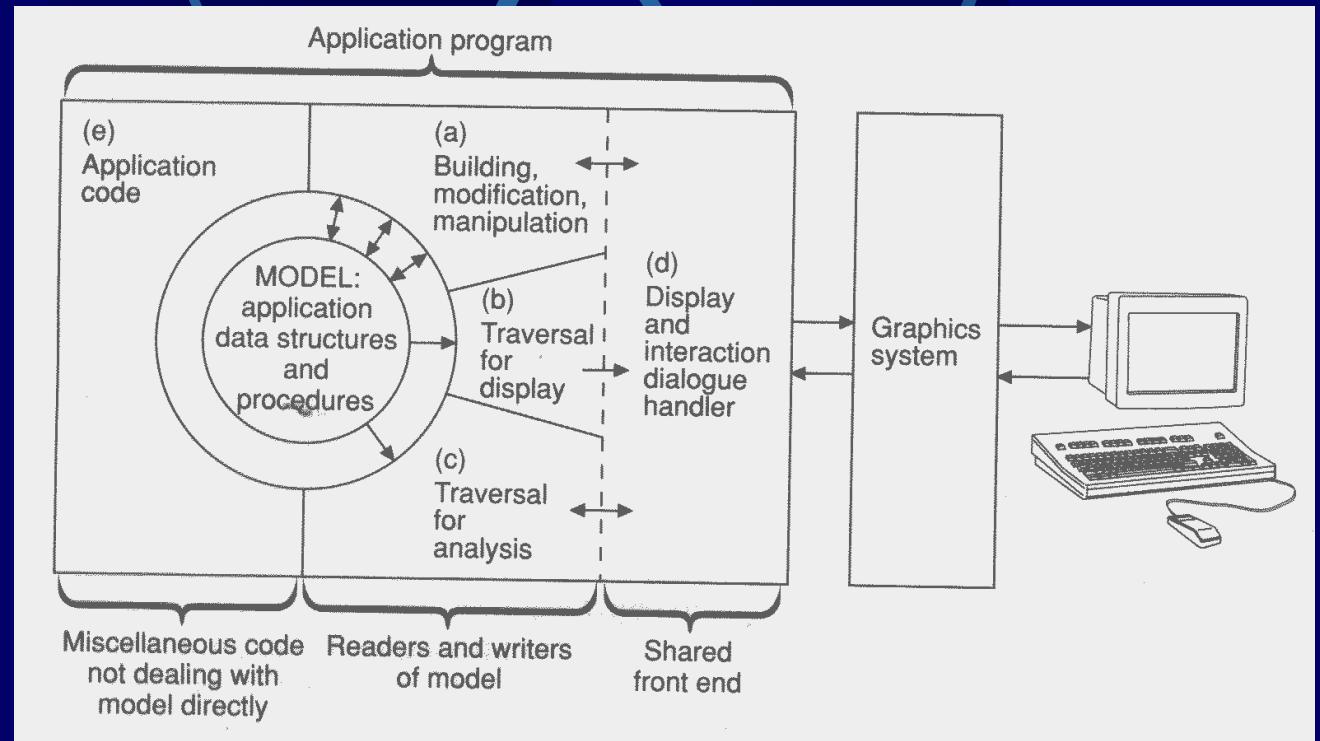 Application program
(e)
Application
code
(a)
Building,
modification,
manipulation
MODEL:
application
data structures
and
procedures
(b)
Traversal
for
display
(c)
Traversal
for
analysis
(d)
Display
and
interaction
dialogue
handler
Graphics
system
Miscellaneous code
not dealing with
model directly
Readers and writers
of model
Shared
front end